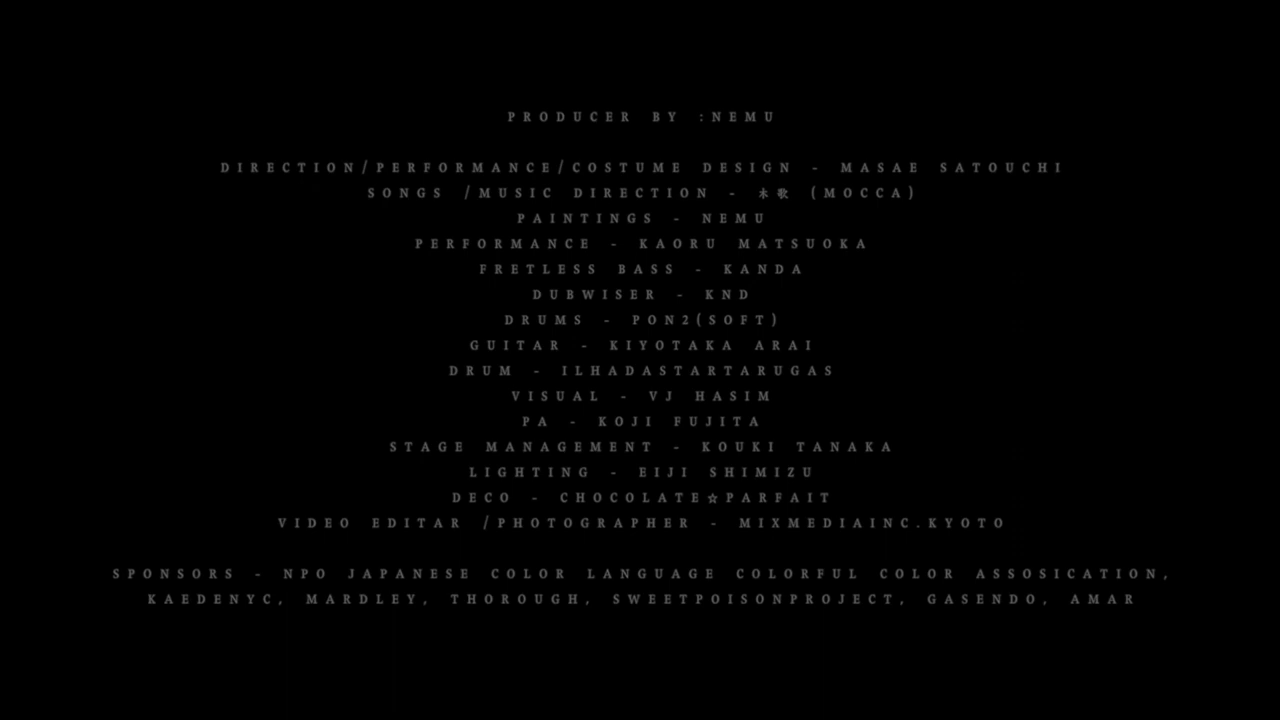 PRODUCER BY :NEMU
DIRECTION/PERFORMANCE/COSTUME DESIGN - MASAE SATOUCHI
SONGS /MUSIC DIRECTION - 木歌 (MOCCA)
PAINTINGS - NEMU
PERFORMANCE - KAORU MATSUOKA
FRETLESS BASS - KANDA
DUBWISER - KND
DRUMS - PON2(SOFT)
GUITAR - KIYOTAKA ARAI
DRUM - ILHADASTARTARUGAS
VISUAL - VJ HASIM
PA - KOJI FUJITA
STAGE MANAGEMENT - KOUKI TANAKA
LIGHTING - EIJI SHIMIZU
DECO - CHOCOLATE☆PARFAIT
VIDEO EDITAR /PHOTOGRAPHER - MIXMEDIAINC.KYOTO
SPONSORS - NPO JAPANESE COLOR LANGUAGE COLORFUL COLOR ASSOSICATION,
KAEDENYC, MARDLEY, THOROUGH, SWEETPOISONPROJECT, GASENDO, AMAR